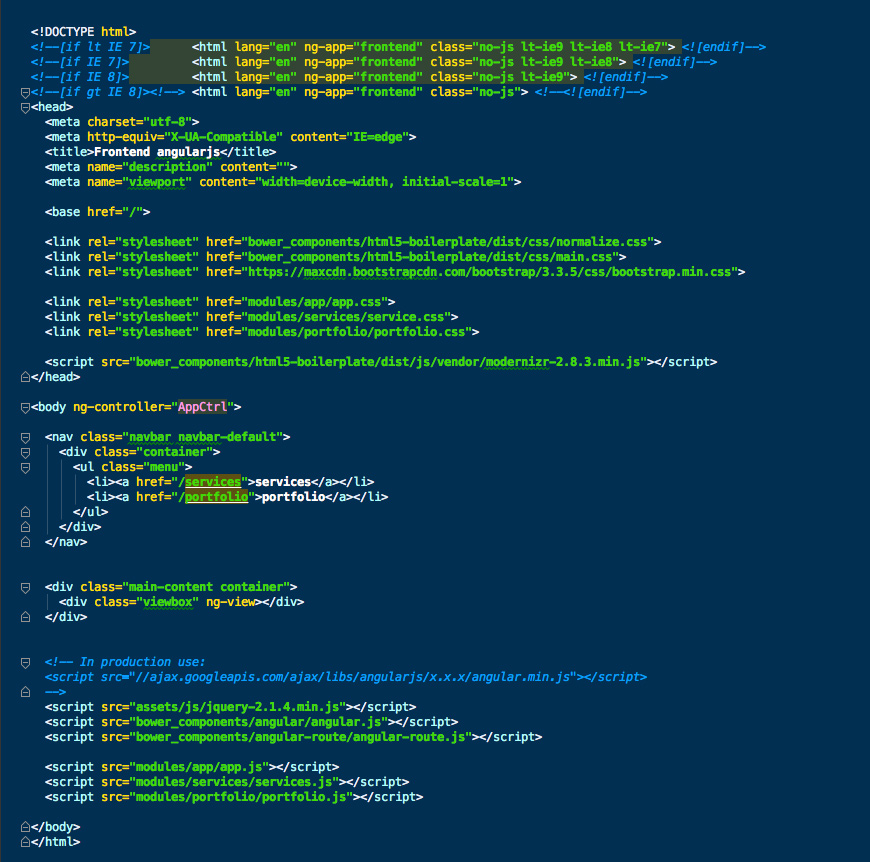 <!DOCTYPE html>
<!--[if lt IE 7]>      <html lang="en" ng-app="frontend" class="no-js lt-ie9 lt-ie8 lt-ie7"> <![endif]-->
<!--[if IE 7]>         <html lang="en" ng-app="frontend" class="no-js lt-ie9 lt-ie8"> <![endif]-->
<!--[if IE 8]>         <html lang="en" ng-app="frontend" class="no-js lt-ie9"> <![endif]-->
<!--[if gt IE 8]><!--> <html lang="en" ng-app="frontend" class="no-js"> <!--<![endif]-->
<head>
  <meta charset="utf-8">
  <meta http-equiv="X-UA-Compatible" content="IE=edge">
  <title>Frontend angularjs</title>
  <meta name="description" content="">
  <meta name="viewport" content="width=device-width, initial-scale=1">

  <base href="/">

  <link rel="stylesheet" href="bower_components/html5-boilerplate/dist/css/normalize.css">
  <link rel="stylesheet" href="bower_components/html5-boilerplate/dist/css/main.css">
  <link rel="stylesheet" href="https://maxcdn.bootstrapcdn.com/bootstrap/3.3.5/css/bootstrap.min.css">

  <link rel="stylesheet" href="modules/app/app.css">
  <link rel="stylesheet" href="modules/services/service.css">
  <link rel="stylesheet" href="modules/portfolio/portfolio.css">

  <script src="bower_components/html5-boilerplate/dist/js/vendor/modernizr-2.8.3.min.js"></script>
</head>

<body ng-controller="AppCtrl">

  <nav class="navbar navbar-default">
    <div class="container">
      <ul class="menu">
        <li><a href="/services">services</a></li>
        <li><a href="/portfolio">portfolio</a></li>
      </ul>
    </div>
  </nav>

  <div class="main-content container">
    <div class="viewbox" ng-view></div>
  </div>

  <!-- In production use:
  <script src="//ajax.googleapis.com/ajax/libs/angularjs/x.x.x/angular.min.js"></script>
  -->
  <script src="assets/js/jquery-2.1.4.min.js"></script>
  <script src="bower_components/angular/angular.js"></script>
  <script src="bower_components/angular-route/angular-route.js"></script>

  <script src="modules/app/app.js"></script>
  <script src="modules/services/services.js"></script>
  <script src="modules/portfolio/portfolio.js"></script>

</body>
</html>